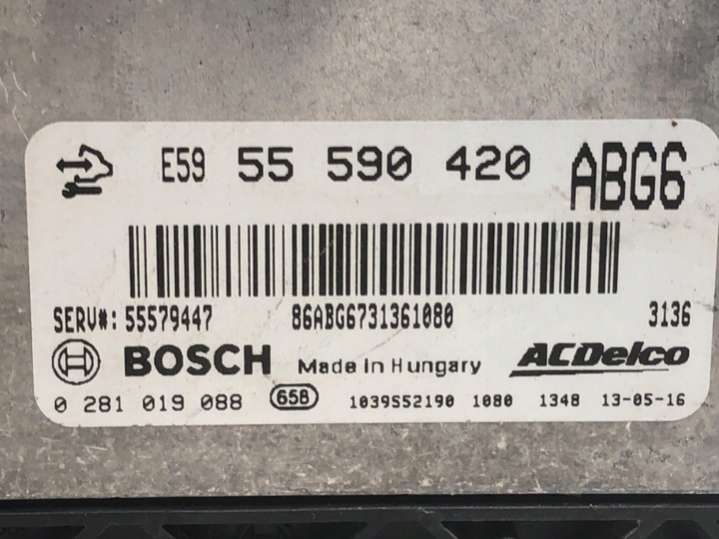 E59 55 590 420 ABG6
SERV#: 55579447 86ABG6731361080 3136
BOSCH Made in Hungary ACDelco
0 281 019 088 658 1039552190 1080 1348 13-05-16